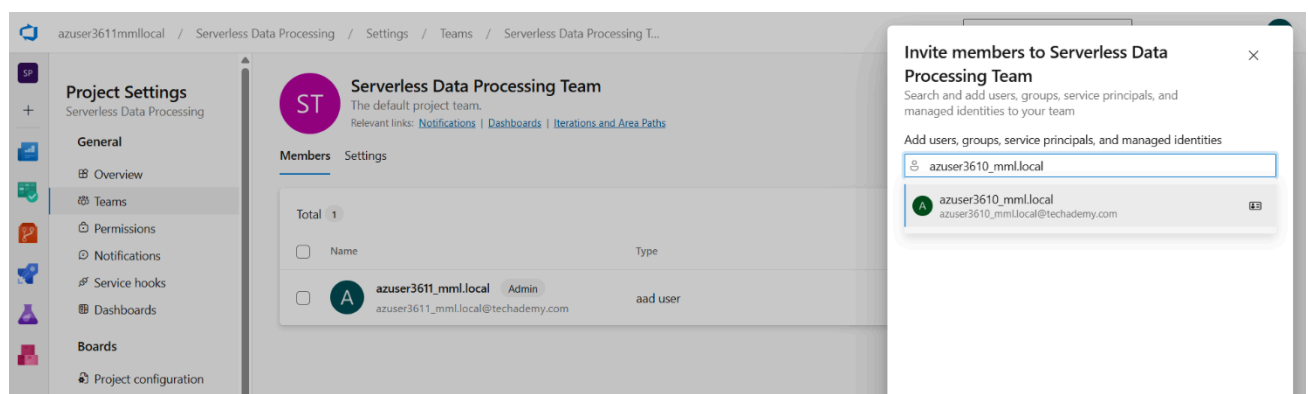 azuser3611mmllocal / Serverless Data Processing / Settings / Teams / Serverless Data Processing T...
SP
Project Settings
Serverless Data Processing
General
Overview
Teams
Permissions
Notifications
Service hooks
Dashboards
Boards
Project configuration
ST
Serverless Data Processing Team
The default project team.
Relevant links: Notifications | Dashboards | Iterations and Area Paths
Members Settings
Total 1
Name Type
A
azuser3611_mml.local Admin
azuser3611_mml.local@techademy.com
aad user
Invite members to Serverless Data
Processing Team
Search and add users, groups, service principals, and
managed identities to your team
Add users, groups, service principals, and managed identities
azuser3610_mml.local
A
azuser3610_mml.local
azuser3610_mml.local@techademy.com